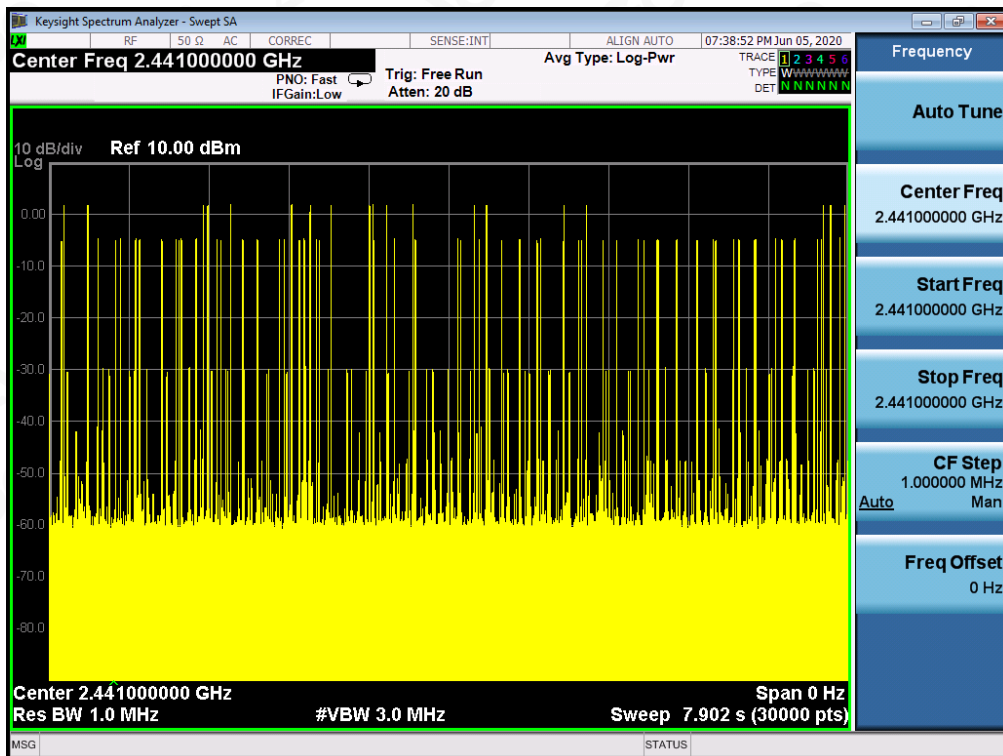 Keysight Spectrum Analyzer - Swept SA
LXI RF 50 Ω AC CORREC SENSE:INT ALIGN AUTO 07:38:52 PM Jun 05, 2020
Center Freq 2.441000000 GHz
PNO: Fast
IFGain:Low
Trig: Free Run
Atten: 20 dB
Avg Type: Log-Pwr
TRACE 1 2 3 4 5 6
TYPE W
DET N N N N N N
10 dB/div Ref 10.00 dBm
Log
0.00
-10.0
-20.0
-30.0
-40.0
-50.0
-60.0
-70.0
-80.0
Center 2.441000000 GHz Span 0 Hz
Res BW 1.0 MHz #VBW 3.0 MHz Sweep 7.902 s (30000 pts)
MSG STATUS
Frequency
Auto Tune
Center Freq
2.441000000 GHz
Start Freq
2.441000000 GHz
Stop Freq
2.441000000 GHz
CF Step
1.000000 MHz
Auto Man
Freq Offset
0 Hz